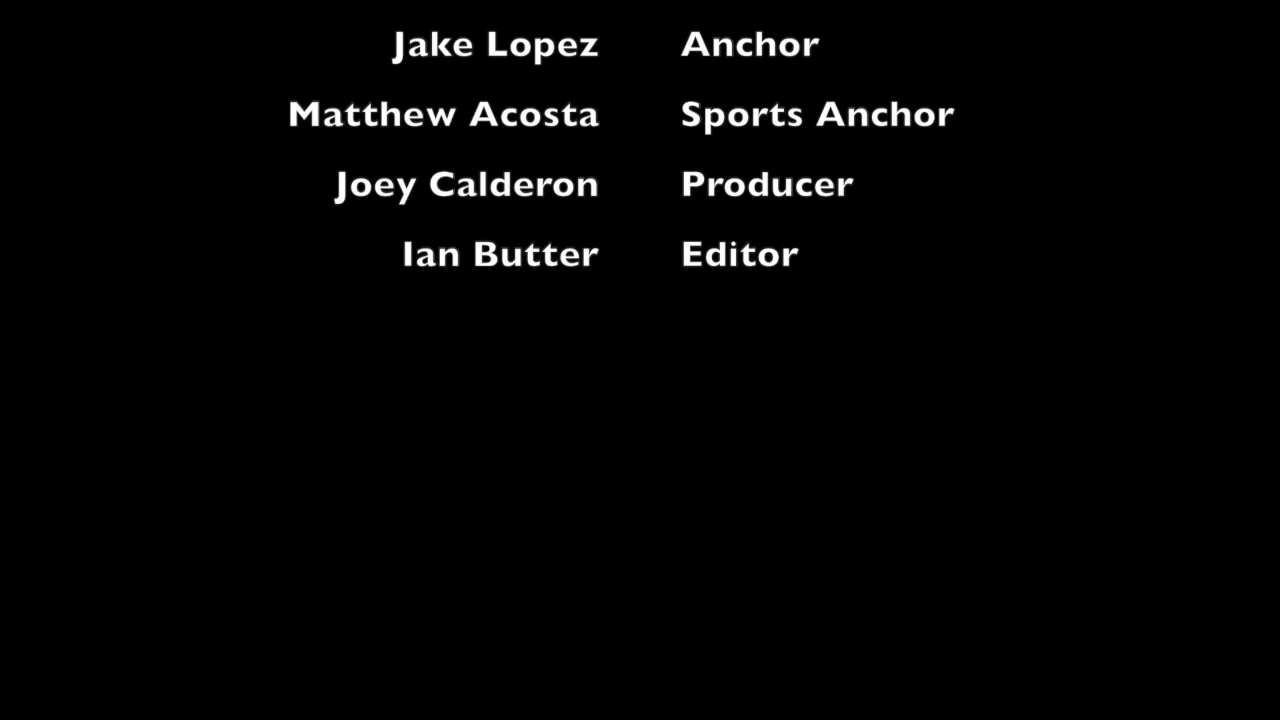 Jake Lopez Anchor
Matthew Acosta Sports Anchor
Joey Calderon Producer
Ian Butter Editor